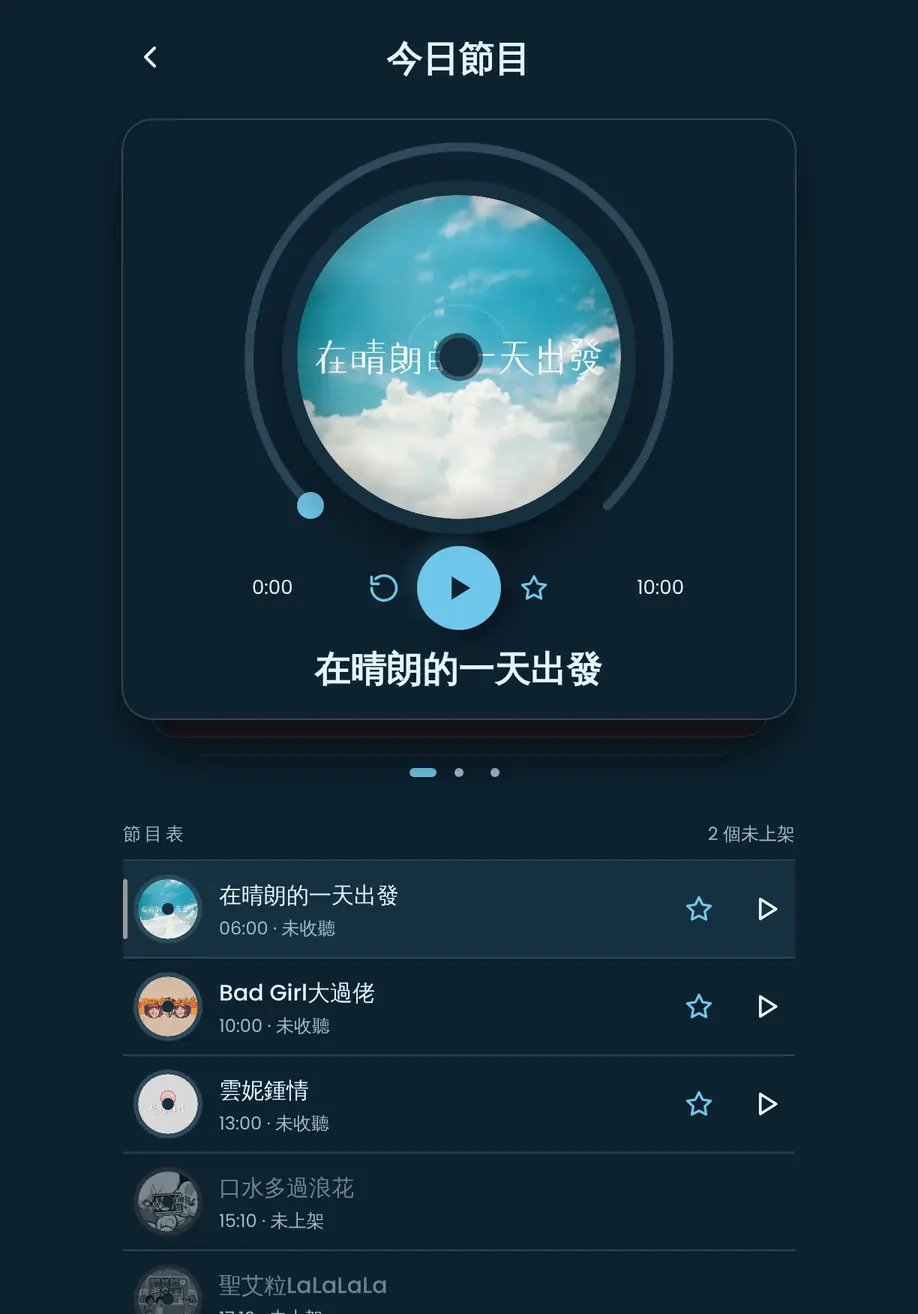 今日節目
在晴朗的一天出發
0:00
10:00
在晴朗的一天出發
節目表
2 個未上架
在晴朗的一天出發
06:00 · 未收聽
Bad Girl大過佬
10:00 · 未收聽
雲妮鍾情
13:00 · 未收聽
口水多過浪花
15:10 · 未上架
聖艾粒LaLaLaLa